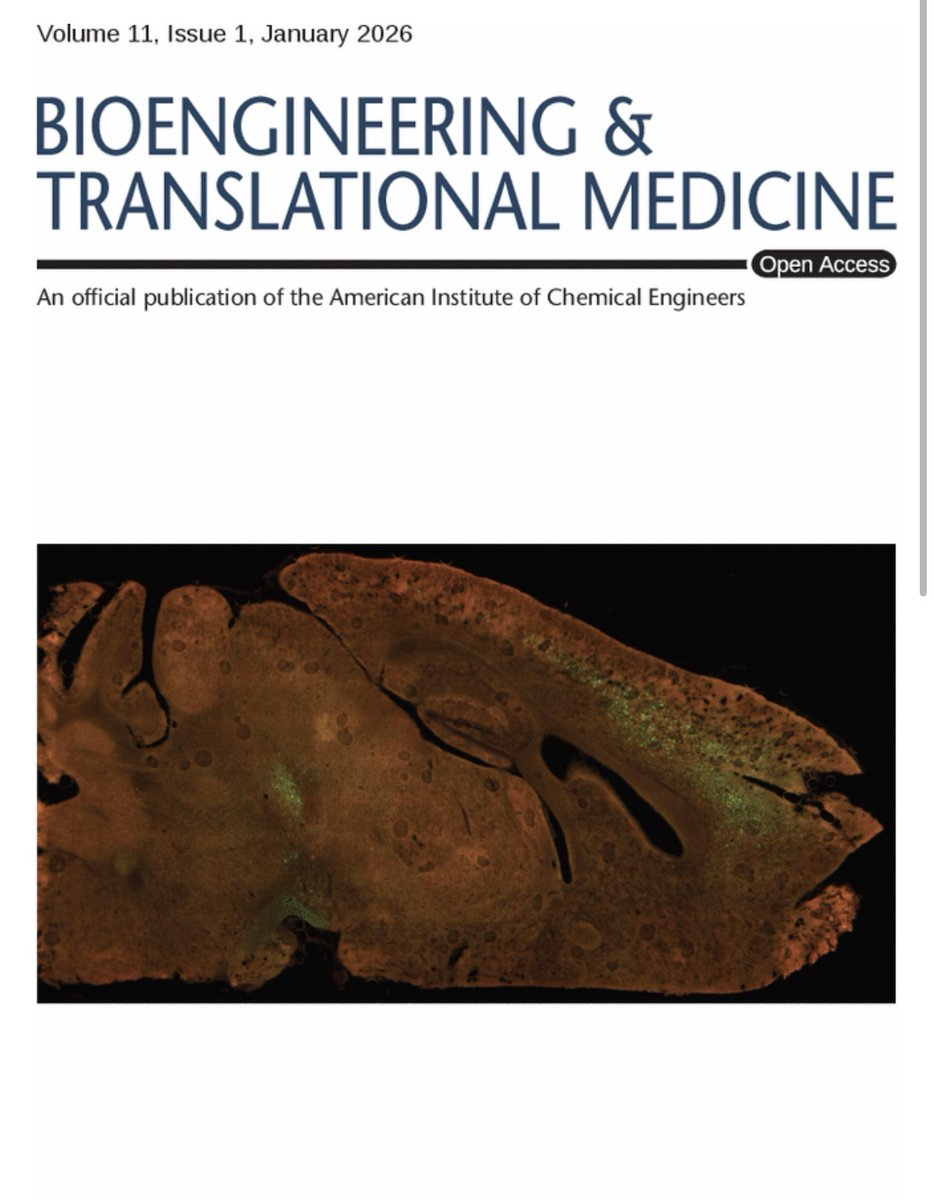 Volume 11, Issue 1, January 2026
BIOENGINEERING &
TRANSLATIONAL MEDICINE
Open Access
An official publication of the American Institute of Chemical Engineers